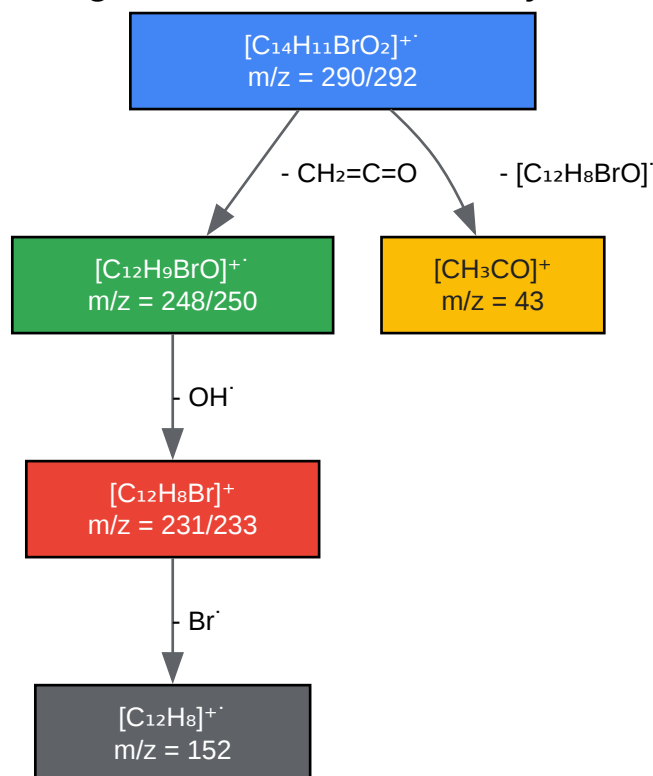 [C₁₄H₁₁BrO₂]⁺˙
m/z = 290/292
- CH₂=C=O
- [C₁₂H₈BrO]˙
[C₁₂H₉BrO]⁺˙
m/z = 248/250
[CH₃CO]⁺
m/z = 43
- OH˙
[C₁₂H₈Br]⁺
m/z = 231/233
- Br˙
[C₁₂H₈]⁺˙
m/z = 152